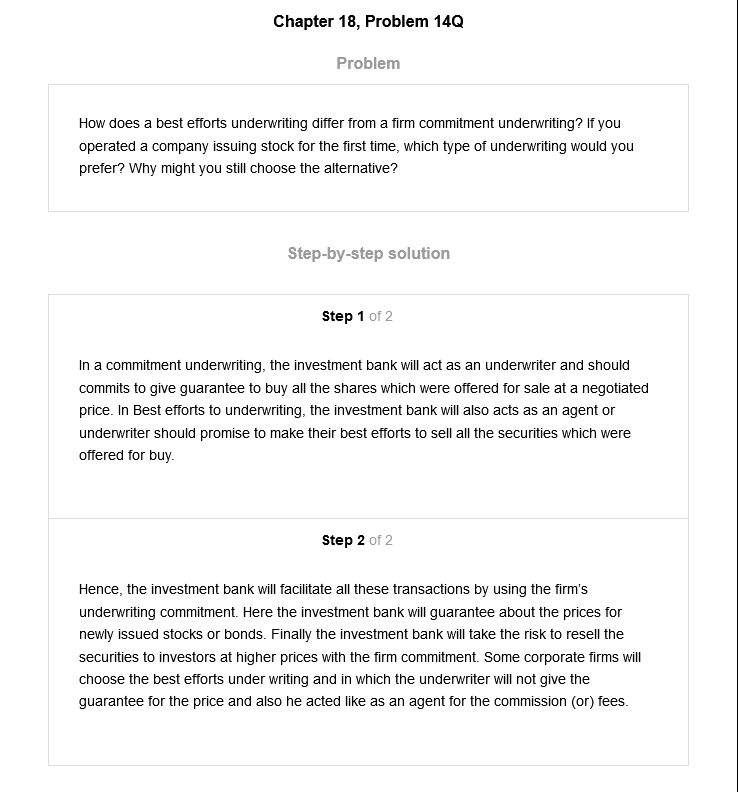 Chapter 18, Problem 14Q
Problem
How does a best efforts underwriting differ from a firm commitment underwriting? If you
operated a company issuing stock for the first time, which type of underwriting would you
prefer? Why might you still choose the alternative?
Step-by-step solution
Step 1 of 2
In a commitment underwriting, the investment bank will act as an underwriter and should
commits to give guarantee to buy all the shares which were offered for sale at a negotiated
price. In Best efforts to underwriting, the investment bank will also acts as an agent or
underwriter should promise to make their best efforts to sell all the securities which were
offered for buy.
Step 2 of 2
Hence, the investment bank will facilitate all these transactions by using the firm's
underwriting commitment. Here the investment bank will guarantee about the prices for
newly issued stocks or bonds. Finally the investment bank will take the risk to resell the
securities to investors at higher prices with the firm commitment. Some corporate firms will
choose the best efforts under writing and in which the underwriter will not give the
guarantee for the price and also he acted like as an agent for the commission (or) fees.